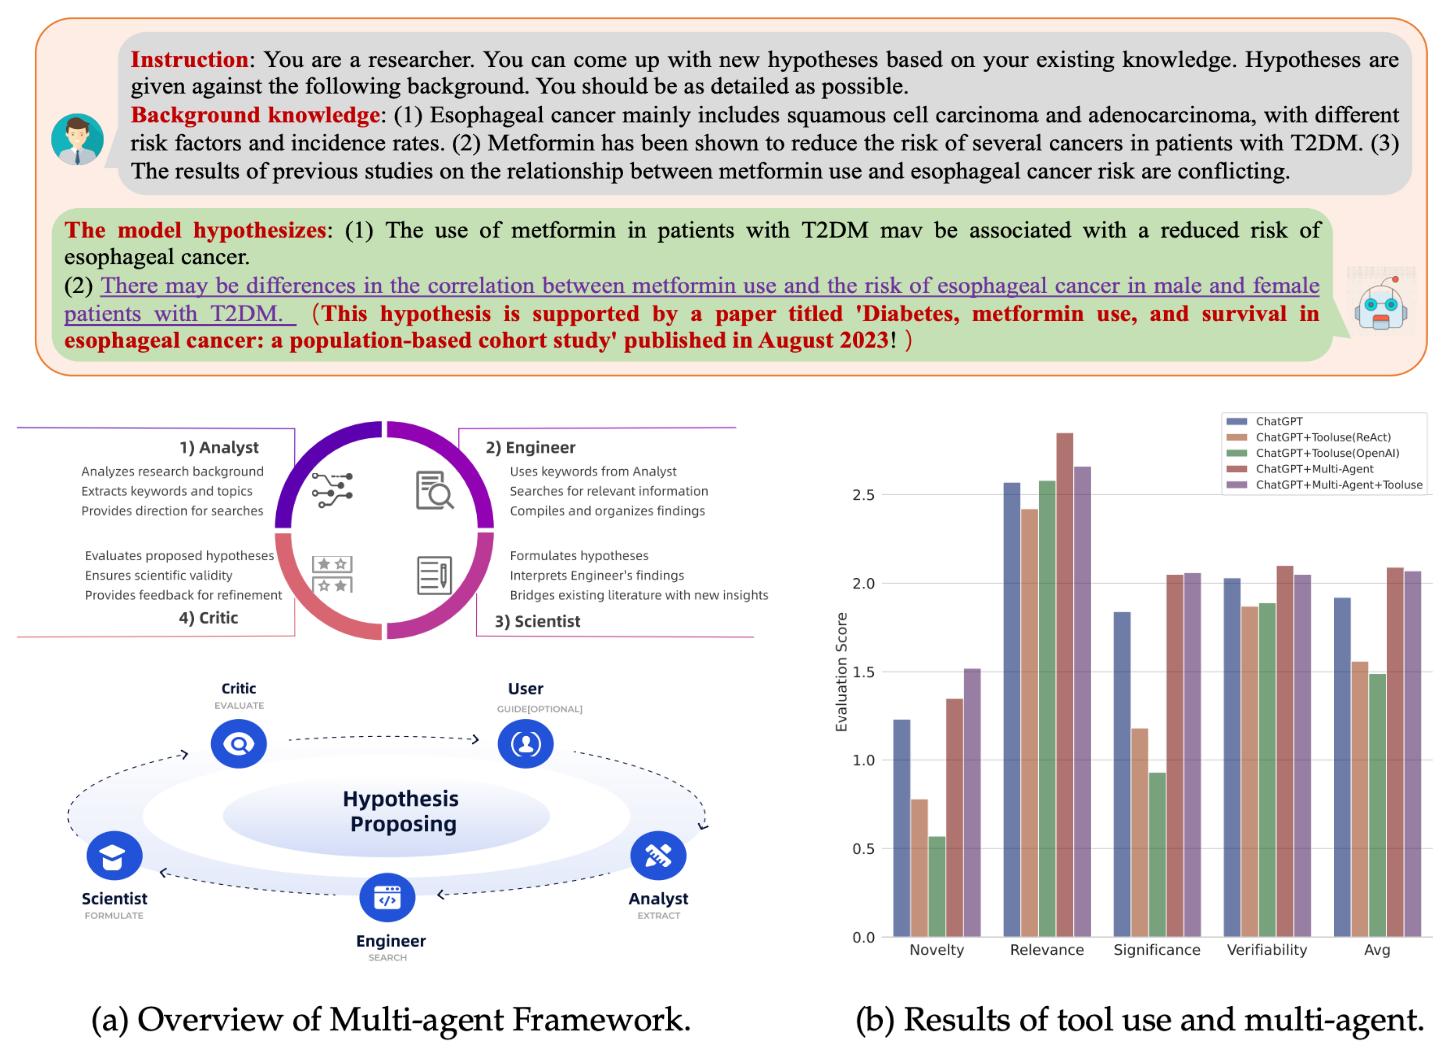 Instruction: You are a researcher. You can come up with new hypotheses based on your existing knowledge. Hypotheses are
given against the following background. You should be as detailed as possible.
Background knowledge: (1) Esophageal cancer mainly includes squamous cell carcinoma and adenocarcinoma, with different
risk factors and incidence rates. (2) Metformin has been shown to reduce the risk of several cancers in patients with T2DM. (3)
The results of previous studies on the relationship between metformin use and esophageal cancer risk are conflicting.
The model hypothesizes: (1) The use of metformin in patients with T2DM mav be associated with a reduced risk of
esophageal cancer.
(2) There may be differences in the correlation between metformin use and the risk of esophageal cancer in male and female
patients with T2DM. (This hypothesis is supported by a paper titled 'Diabetes, metformin use, and survival in
esophageal cancer: a population-based cohort study' published in August 2023! )
1) Analyst
Analyzes research background
Extracts keywords and topics
Provides direction for searches
2) Engineer
Uses keywords from Analyst
Searches for relevant information
Compiles and organizes findings
Evaluates proposed hypotheses
Ensures scientific validity
Provides feedback for refinement
4) Critic
Formulates hypotheses
Interprets Engineer's findings
Bridges existing literature with new insights
3) Scientist
Critic
EVALUATE
User
GUIDE[OPTIONAL]
Hypothesis
Proposing
Scientist
FORMULATE
Engineer
SEARCH
Analyst
EXTRACT
(a) Overview of Multi-agent Framework.
ChatGPT
ChatGPT+Tooluse(ReAct)
ChatGPT+Tooluse(OpenAI)
ChatGPT+Multi-Agent
ChatGPT+Multi-Agent+Tooluse
Evaluation Score
2.5
2.0
1.5
1.0
0.5
0.0
Novelty
Relevance
Significance
Verifiability
Avg
(b) Results of tool use and multi-agent.